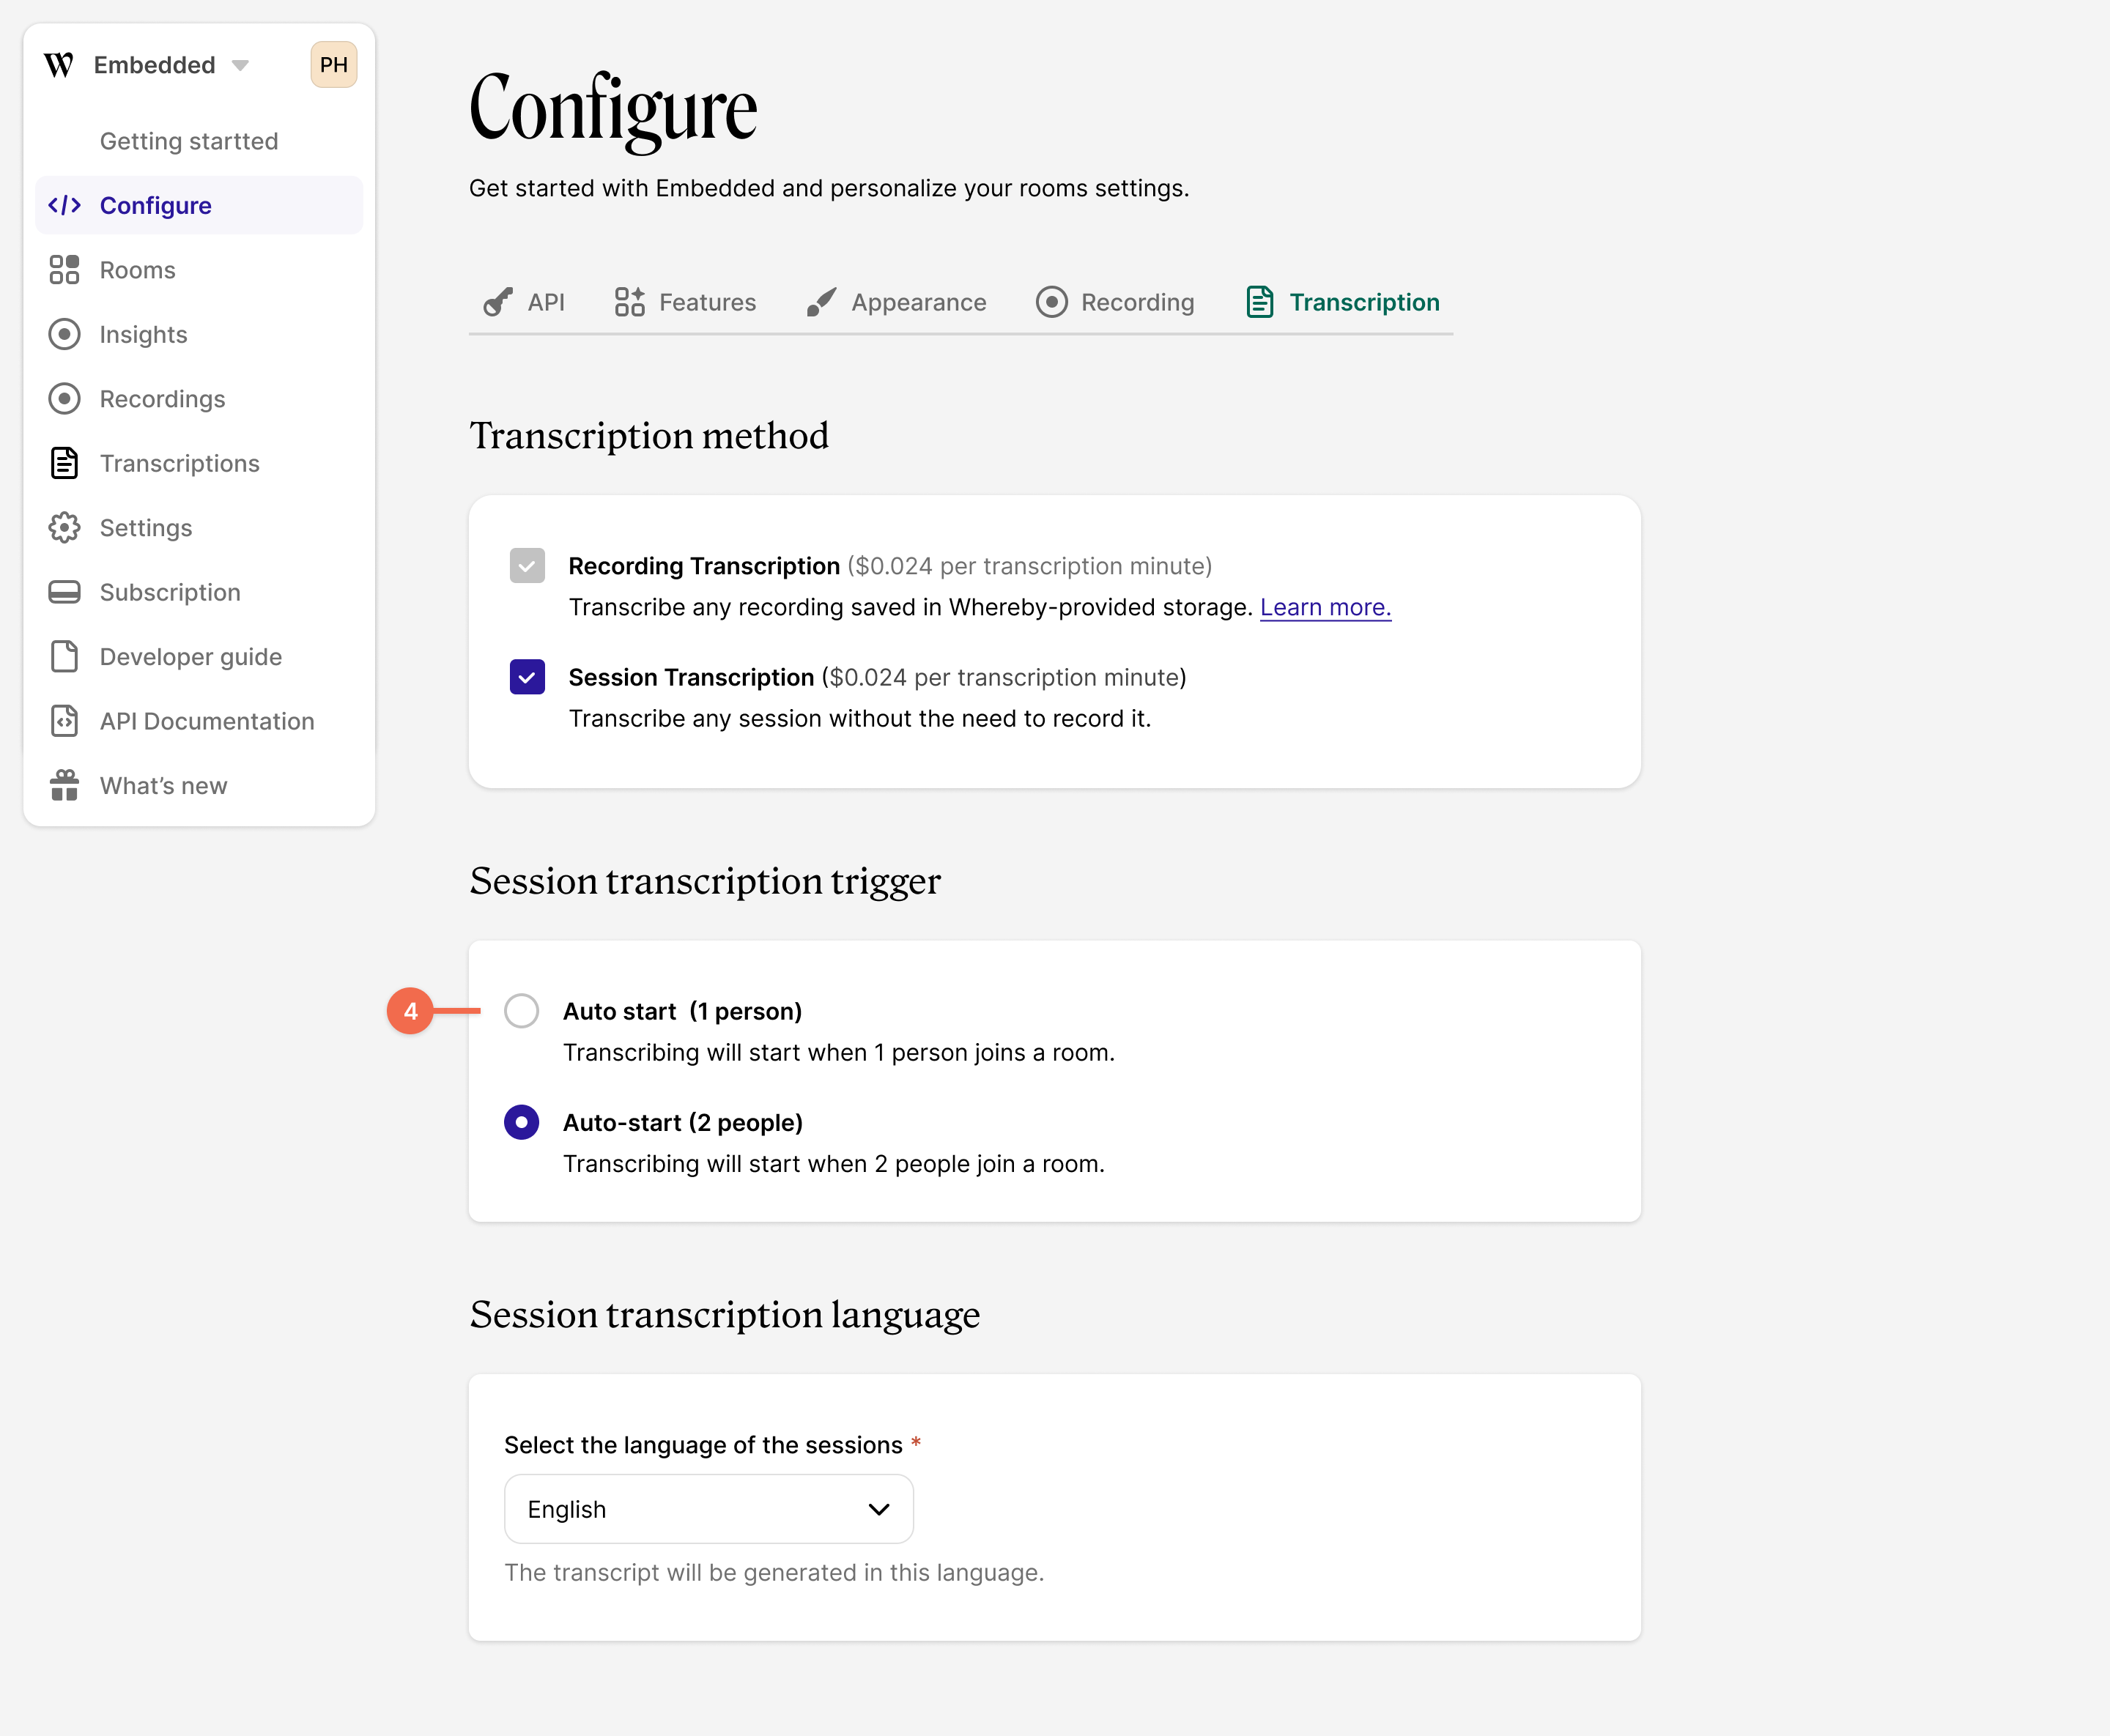 W Embedded PH
Getting startted
Configure
Rooms
Insights
Recordings
Transcriptions
Settings
Subscription
Developer guide
API Documentation
What’s new
Configure
Get started with Embedded and personalize your rooms settings.
API Features Appearance Recording Transcription
Transcription method
Recording Transcription ($0.024 per transcription minute)
Transcribe any recording saved in Whereby-provided storage. Learn more.
Session Transcription ($0.024 per transcription minute)
Transcribe any session without the need to record it.
Session transcription trigger
4 Auto start (1 person)
Transcribing will start when 1 person joins a room.
Auto-start (2 people)
Transcribing will start when 2 people join a room.
Session transcription language
Select the language of the sessions *
English
The transcript will be generated in this language.